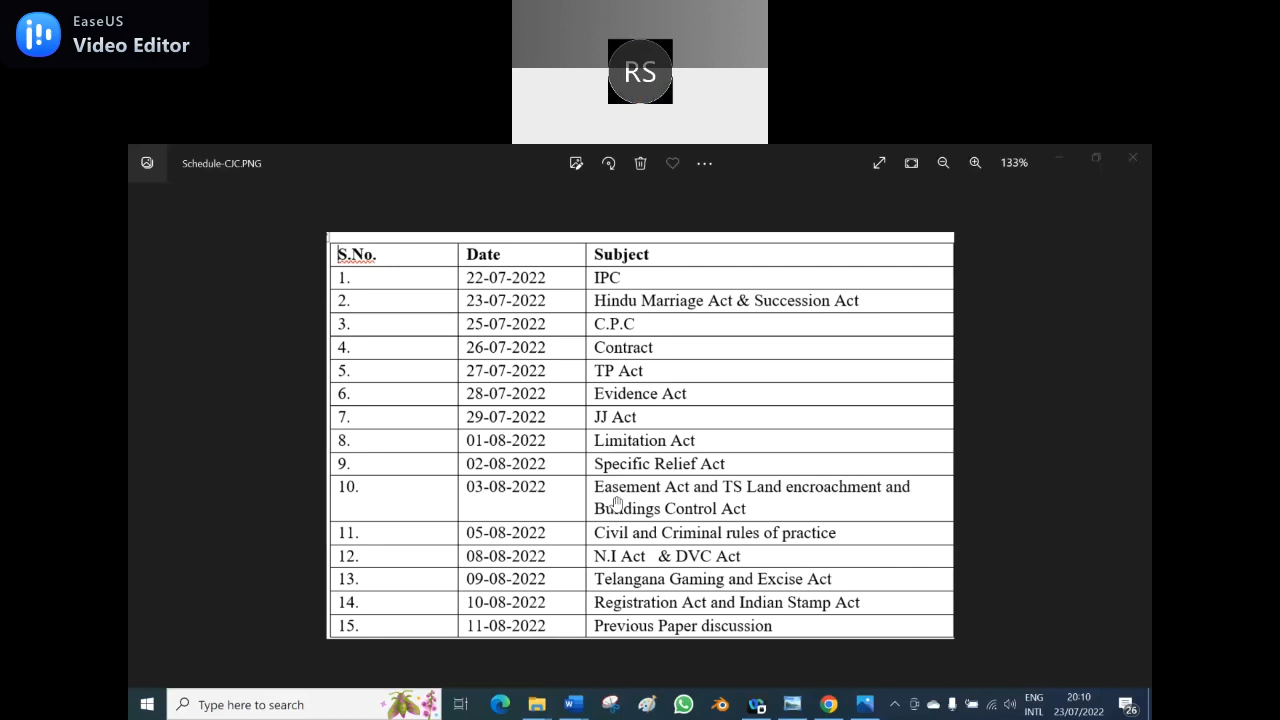 EaseUS
Video Editor
RS
Schedule-CJC.PNG
133%
S.No. Date Subject
1. 22-07-2022 IPC
2. 23-07-2022 Hindu Marriage Act & Succession Act
3. 25-07-2022 C.P.C
4. 26-07-2022 Contract
5. 27-07-2022 TP Act
6. 28-07-2022 Evidence Act
7. 29-07-2022 JJ Act
8. 01-08-2022 Limitation Act
9. 02-08-2022 Specific Relief Act
10. 03-08-2022 Easement Act and TS Land encroachment and
Buildings Control Act
11. 05-08-2022 Civil and Criminal rules of practice
12. 08-08-2022 N.I Act & DVC Act
13. 09-08-2022 Telangana Gaming and Excise Act
14. 10-08-2022 Registration Act and Indian Stamp Act
15. 11-08-2022 Previous Paper discussion
Type here to search
ENG
INTL
20:10
23/07/2022
26